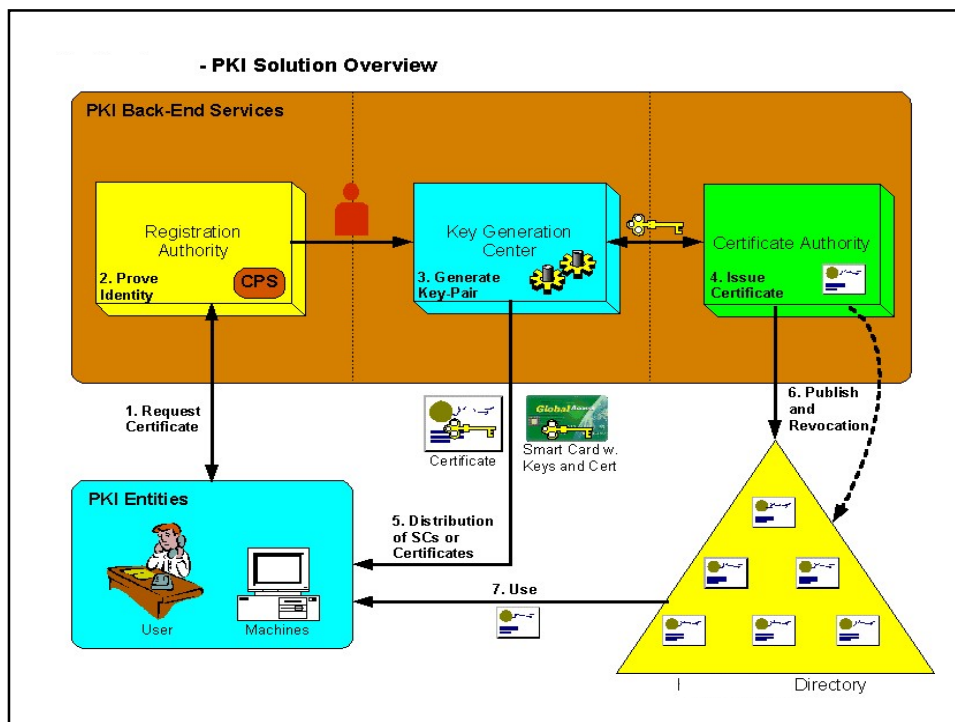 - PKI Solution Overview
PKI Back-End Services
Registration
Authority
2. Prove
Identity
CPS
Key Generation
Center
3. Generate
Key-Pair
Certificate Authority
4. Issue
Certificate
1. Request
Certificate
Certificate
Global
Smart Card w.
Keys and Cert
6. Publish
and
Revocation
PKI Entities
User
Machines
5. Distribution
of SCs or
Certificates
7. Use
I Directory